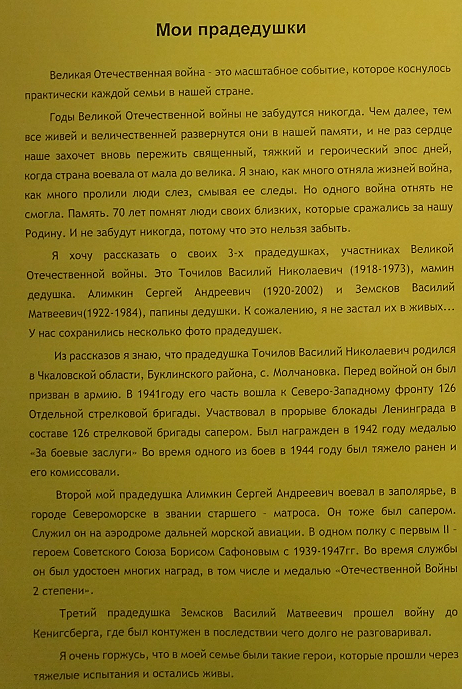 Мои прадедушки
Великая Отечественная война - это масштабное событие, которое коснулось
практически каждой семьи в нашей стране.
Годы Великой Отечественной войны не забудутся никогда. Чем далее, тем
все живей и величественней развернутся они в нашей памяти, и не раз сердце
наше захочет вновь пережить священный, тяжкий и героический эпос дней,
когда страна воевала от мала до велика. Я знаю, как много отняла жизней война,
как много пролили люди слез, смывая ее следы. Но одного война отнять не
смогла. Память. 70 лет помнят люди своих близких, которые сражались за нашу
Родину. И не забудут никогда, потому что это нельзя забыть.
Я хочу рассказать о своих 3-х прадедушках, участниках Великой
Отечественной войны. Это Точилов Василий Николаевич (1918-1973), мамин
дедушка. Алимкин Сергей Андреевич (1920-2002) и Земсков Василий
Матвеевич(1922-1984), папины дедушки. К сожалению, я не застал их в живых...
У нас сохранились несколько фото прадедушек.
Из рассказов я знаю, что прадедушка Точилов Василий Николаевич родился
в Чкаловской области, Буклинского района, с. Молчановка. Перед войной он был
призван в армию. В 1941году его часть вошла к Северо-Западному фронту 126
Отдельной стрелковой бригады. Участвовал в прорыве блокады Ленинграда в
составе 126 стрелковой бригады сапером. Был награжден в 1942 году медалью
«За боевые заслуги» Во время одного из боев в 1944 году был тяжело ранен и
его комиссовали.
Второй мой прадедушка Алимкин Сергей Андреевич воевал в заполярье, в
городе Североморске в звании старшего - матроса. Он тоже был сапером.
Служил он на аэродроме дальней морской авиации. В одном полку с первым II -
героем Советского Союза Борисом Сафоновым с 1939-1947гг. Во время службы
он был удостоен многих наград, в том числе и медалью «Отечественной Войны
2 степени».
Третий прадедушка Земсков Василий Матвеевич прошел войну до
Кенигсберга, где был контужен в последствии чего долго не разговаривал.
Я очень горжусь, что в моей семье были такие герои, которые прошли через
тяжелые испытания и остались живы.